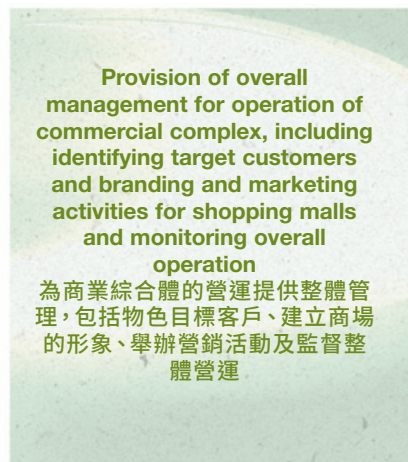 Provision of overall
management for operation of
commercial complex, including
identifying target customers
and branding and marketing
activities for shopping malls
and monitoring overall
operation
為商業綜合體的營運提供整體管
理，包括物色目標客戶、建立商場
的形象、舉辦營銷活動及監督整
體營運